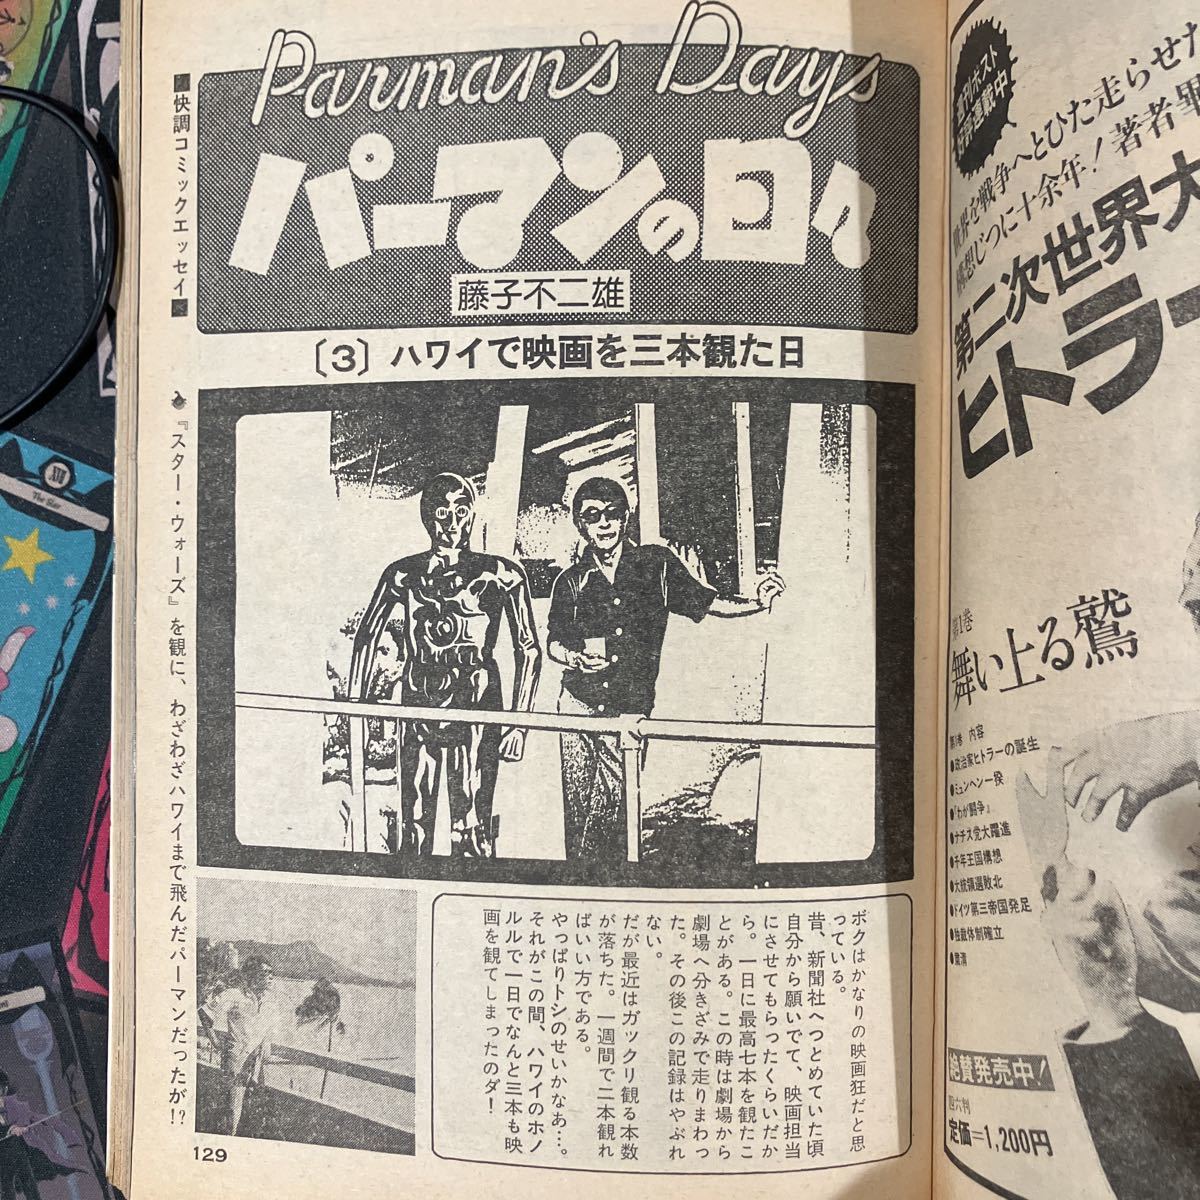 Parman's Days
パーマンの日々
藤子不二雄
■快調コミックエッセイ■
〔3〕ハワイで映画を三本観た日
『スター・ウォーズ』を観に、わざわざハワイまで飛んだパーマンだったが!?
ボクはかなりの映画狂だと思
っている。
昔、新聞社へつとめていた頃
自分から願いでて、映画担当
にさせてもらったくらいだか
ら。一日に最高七本を観たこ
とがある。この時は劇場から
劇場へ分きざみで走りまわっ
た。その後この記録はやぶれ
ない。
だが最近はガックリ観る本数
が落ちた。一週間で二本観れ
ばいい方である。
やっぱりトシのせいかなあ…。
それがこの間、ハワイのホノ
ルルで一日でなんと三本も映
画を観てしまったのダ!
129
週刊ポスト
好評連載中
世界を戦争へとひた走らせた
構想じつに十余年!著者畢
第二次世界大
ヒトラー
第1巻
舞い上る鷲
第1巻 内容
●政治家ヒトラーの誕生
●ミュンヘン一揆
●『わが闘争』
●ナチス党大躍進
●千年王国構想
●大統領選敗北
●ドイツ第三帝国発足
●独裁体制確立
●粛清
絶賛発売中!
四六判
定価=1,200円
XVII
The Star